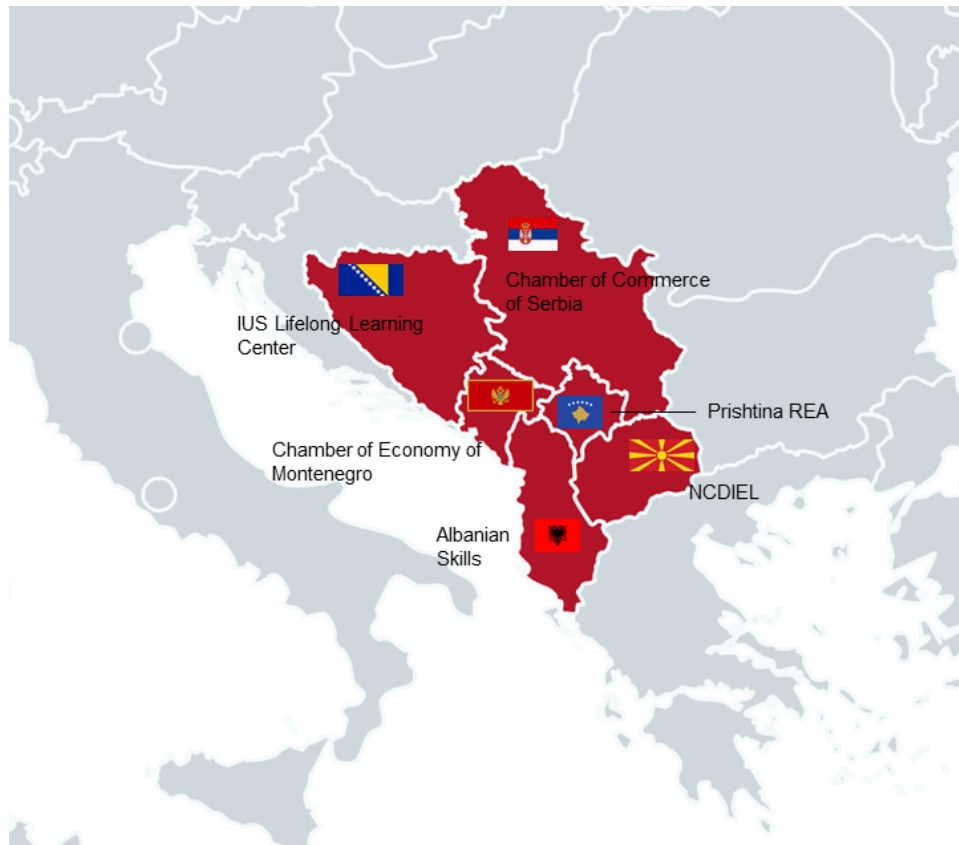 Chamber of Commerce
of Serbia
IUS Lifelong Learning
Center
Prishtina REA
Chamber of Economy of
Montenegro
NCDIEL
Albanian
Skills